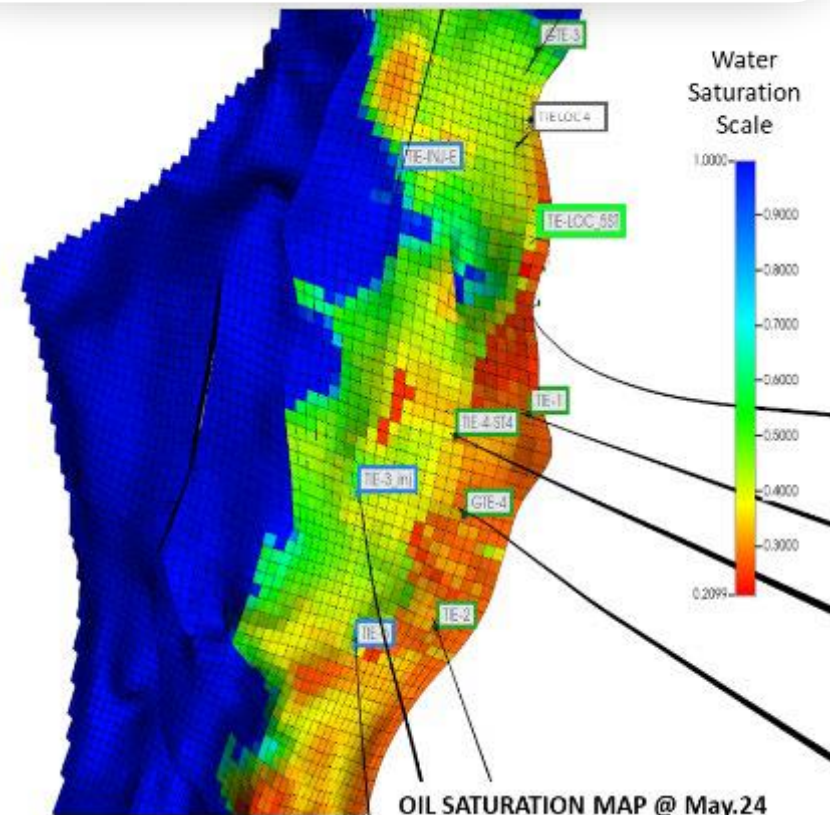 GTE-3
Water
Saturation
Scale
TIE LOC 4
TIE-INJ-E
1.0000
0.9000
TIE-LOC_5ST
0.8000
0.7000
0.6000
TIE-1
TIE-4-ST4
0.5000
TIE-3_inj
0.4000
GTE-4
0.3000
0.2099
TIE-2
OIL SATURATION MAP @ May.24